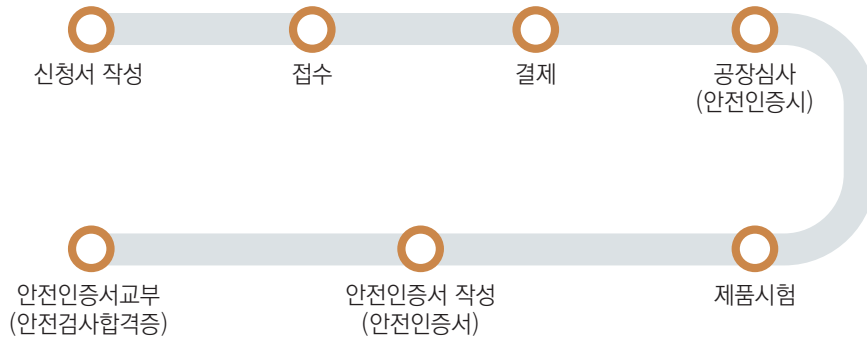 신청서 작성
접수
결제
공장심사
(안전인증시)
제품시험
안전인증서 작성
(안전인증서)
안전인증서교부
(안전검사합격증)